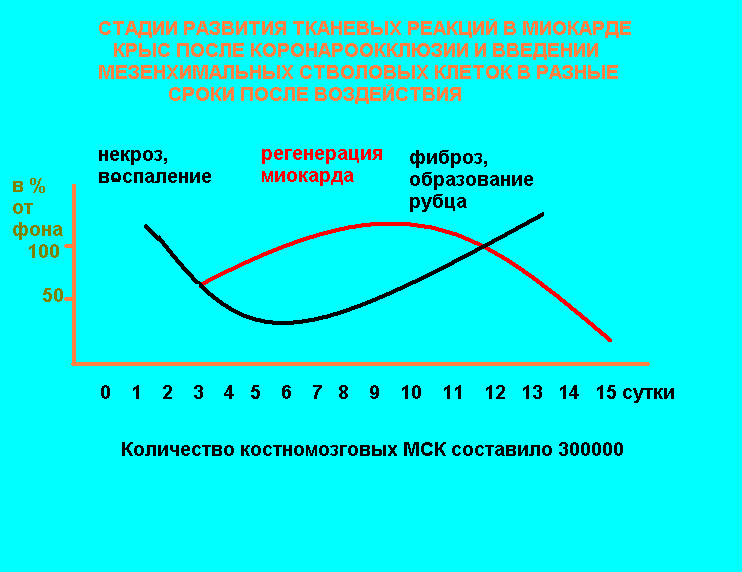 СТАДИИ РАЗВИТИЯ ТКАНЕВЫХ РЕАКЦИЙ В МИОКАРДЕ
КРЫС ПОСЛЕ КОРОНАРООККЛЮЗИИ И ВВЕДЕНИИ
МЕЗЕНХИМАЛЬНЫХ СТВОЛОВЫХ КЛЕТОК В РАЗНЫЕ
СРОКИ ПОСЛЕ ВОЗДЕЙСТВИЯ
некроз,
воспаление
регенерация
миокарда
фиброз,
образование
рубца
в %
от
фона
100
50
0 1 2 3 4 5 6 7 8 9 10 11 12 13 14 15 сутки
Количество костномозговых МСК составило 300000